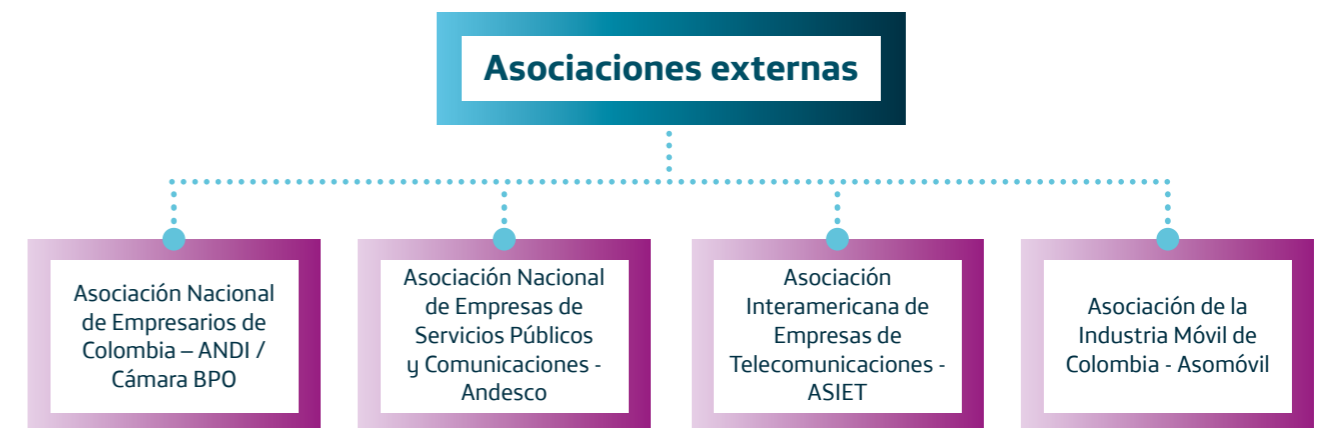 Asociaciones externas
Asociación Nacional
de Empresarios de
Colombia – ANDI /
Cámara BPO
Asociación Nacional
de Empresas de
Servicios Públicos
y Comunicaciones -
Andesco
Asociación
Interamericana de
Empresas de
Telecomunicaciones -
ASIET
Asociación de la
Industria Móvil de
Colombia - Asomóvil